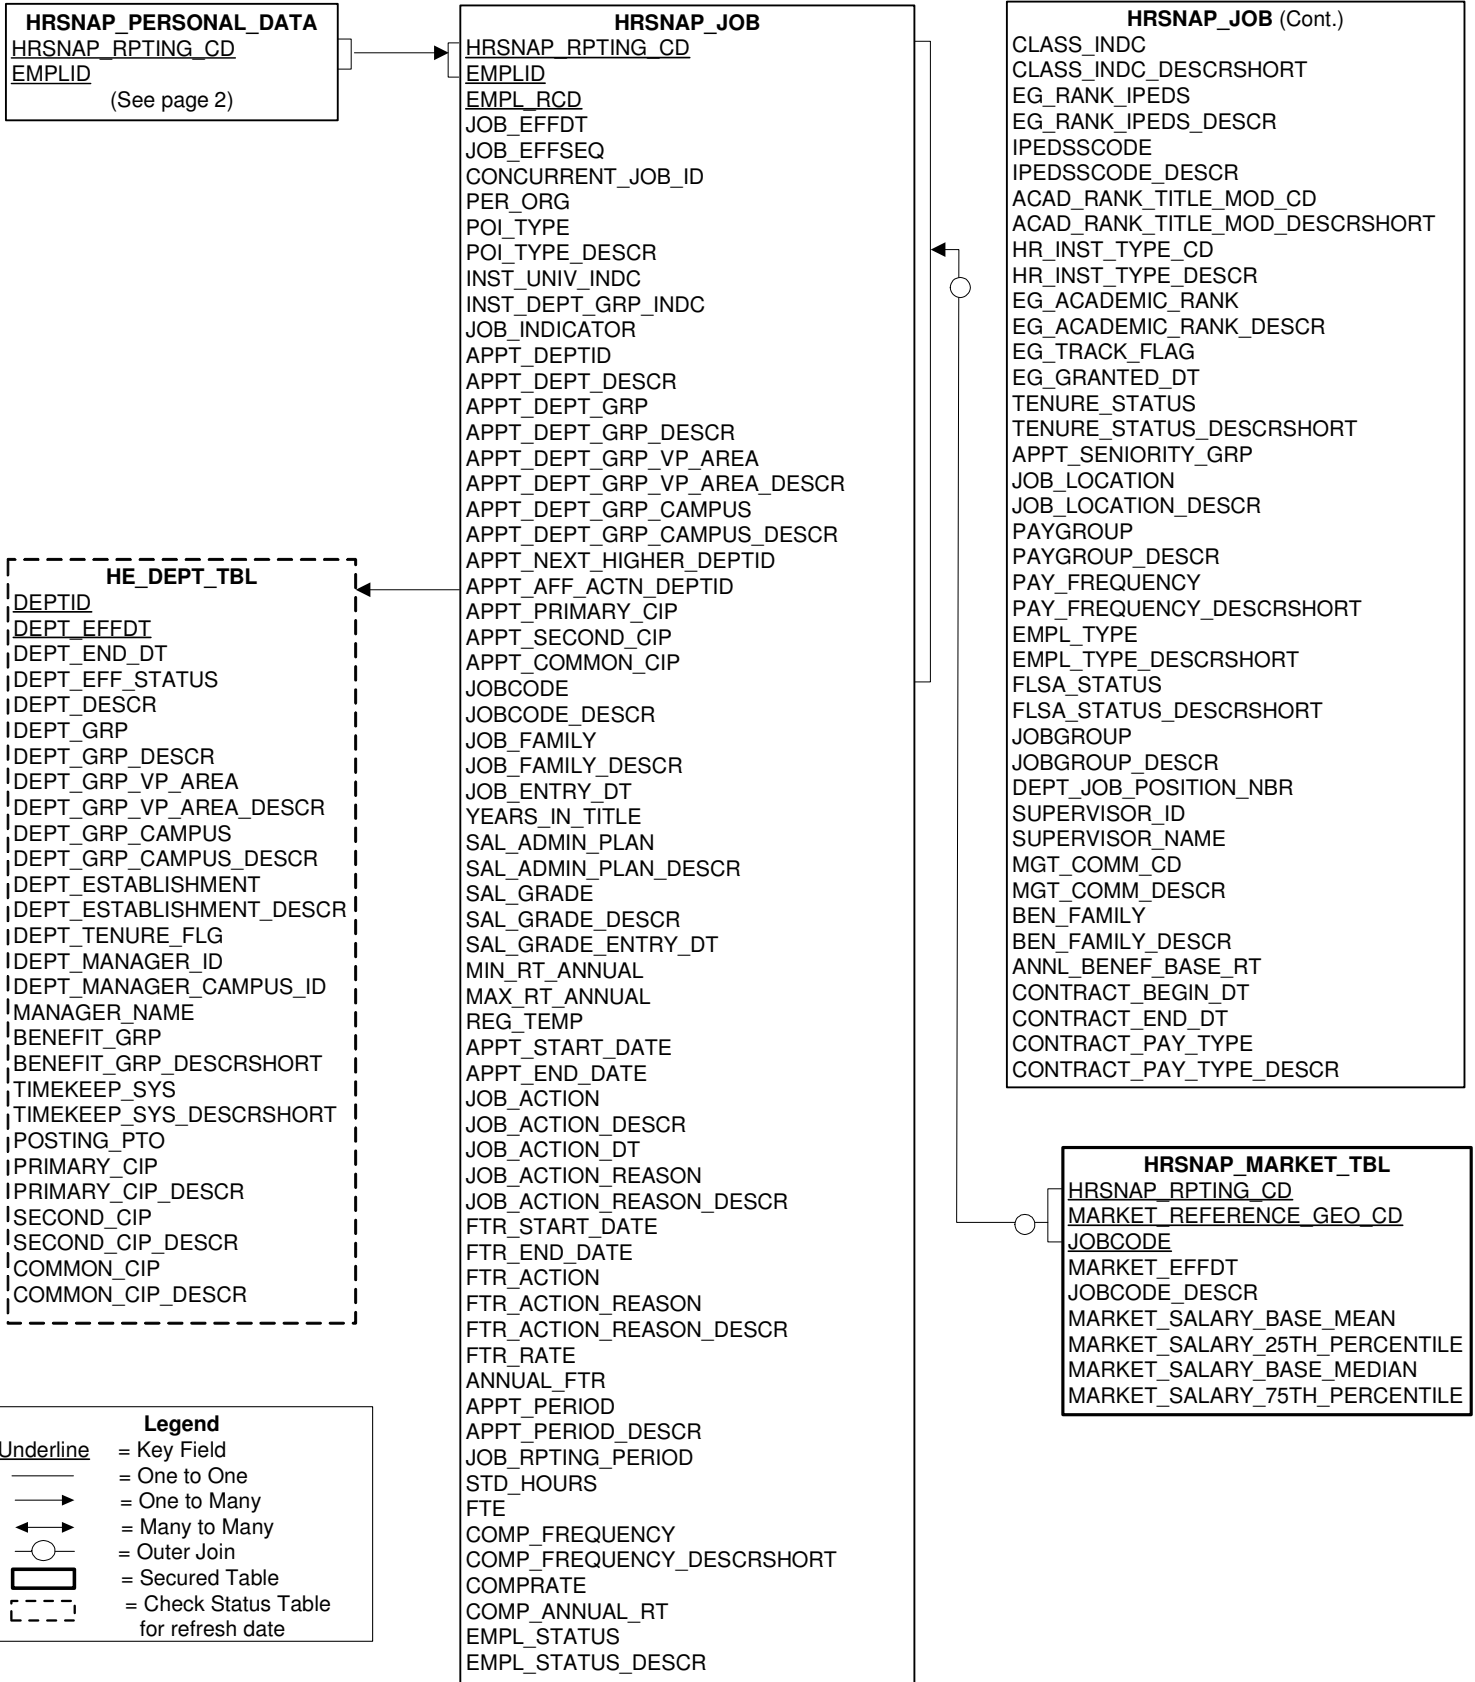 HRSNAP_PERSONAL_DATA
HRSNAP_RPTING_CD
EMPLID
(See page 2)
HRSNAP_JOB
HRSNAP_RPTING_CD
EMPLID
EMPL_RCD
JOB_EFFDT
JOB_EFFSEQ
CONCURRENT_JOB_ID
PER_ORG
POI_TYPE
POI_TYPE_DESCR
INST_UNIV_INDC
INST_DEPT_GRP_INDC
JOB_INDICATOR
APPT_DEPTID
APPT_DEPT_DESCR
APPT_DEPT_GRP
APPT_DEPT_GRP_DESCR
APPT_DEPT_GRP_VP_AREA
APPT_DEPT_GRP_VP_AREA_DESCR
APPT_DEPT_GRP_CAMPUS
APPT_DEPT_GRP_CAMPUS_DESCR
APPT_NEXT_HIGHER_DEPTID
APPT_AFF_ACTN_DEPTID
APPT_PRIMARY_CIP
APPT_SECOND_CIP
APPT_COMMON_CIP
JOBCODE
JOBCODE_DESCR
JOB_FAMILY
JOB_FAMILY_DESCR
JOB_ENTRY_DT
YEARS_IN_TITLE
SAL_ADMIN_PLAN
SAL_ADMIN_PLAN_DESCR
SAL_GRADE
SAL_GRADE_DESCR
SAL_GRADE_ENTRY_DT
MIN_RT_ANNUAL
MAX_RT_ANNUAL
REG_TEMP
APPT_START_DATE
APPT_END_DATE
JOB_ACTION
JOB_ACTION_DESCR
JOB_ACTION_DT
JOB_ACTION_REASON
JOB_ACTION_REASON_DESCR
FTR_START_DATE
FTR_END_DATE
FTR_ACTION
FTR_ACTION_REASON
FTR_ACTION_REASON_DESCR
FTR_RATE
ANNUAL_FTR
APPT_PERIOD
APPT_PERIOD_DESCR
JOB_RPTING_PERIOD
STD_HOURS
FTE
COMP_FREQUENCY
COMP_FREQUENCY_DESCRSHORT
COMPRATE
COMP_ANNUAL_RT
EMPL_STATUS
EMPL_STATUS_DESCR
HRSNAP_JOB (Cont.)
CLASS_INDC
CLASS_INDC_DESCRSHORT
EG_RANK_IPEDS
EG_RANK_IPEDS_DESCR
IPEDSSCODE
IPEDSSCODE_DESCR
ACAD_RANK_TITLE_MOD_CD
ACAD_RANK_TITLE_MOD_DESCRSHORT
HR_INST_TYPE_CD
HR_INST_TYPE_DESCR
EG_ACADEMIC_RANK
EG_ACADEMIC_RANK_DESCR
EG_TRACK_FLAG
EG_GRANTED_DT
TENURE_STATUS
TENURE_STATUS_DESCRSHORT
APPT_SENIORITY_GRP
JOB_LOCATION
JOB_LOCATION_DESCR
PAYGROUP
PAYGROUP_DESCR
PAY_FREQUENCY
PAY_FREQUENCY_DESCRSHORT
EMPL_TYPE
EMPL_TYPE_DESCRSHORT
FLSA_STATUS
FLSA_STATUS_DESCRSHORT
JOBGROUP
JOBGROUP_DESCR
DEPT_JOB_POSITION_NBR
SUPERVISOR_ID
SUPERVISOR_NAME
MGT_COMM_CD
MGT_COMM_DESCR
BEN_FAMILY
BEN_FAMILY_DESCR
ANNL_BENEF_BASE_RT
CONTRACT_BEGIN_DT
CONTRACT_END_DT
CONTRACT_PAY_TYPE
CONTRACT_PAY_TYPE_DESCR
HE_DEPT_TBL
DEPTID
DEPT_EFFDT
DEPT_END_DT
DEPT_EFF_STATUS
DEPT_DESCR
DEPT_GRP
DEPT_GRP_DESCR
DEPT_GRP_VP_AREA
DEPT_GRP_VP_AREA_DESCR
DEPT_GRP_CAMPUS
DEPT_GRP_CAMPUS_DESCR
DEPT_ESTABLISHMENT
DEPT_ESTABLISHMENT_DESCR
DEPT_TENURE_FLG
DEPT_MANAGER_ID
DEPT_MANAGER_CAMPUS_ID
MANAGER_NAME
BENEFIT_GRP
BENEFIT_GRP_DESCRSHORT
TIMEKEEP_SYS
TIMEKEEP_SYS_DESCRSHORT
POSTING_PTO
PRIMARY_CIP
PRIMARY_CIP_DESCR
SECOND_CIP
SECOND_CIP_DESCR
COMMON_CIP
COMMON_CIP_DESCR
HRSNAP_MARKET_TBL
HRSNAP_RPTING_CD
MARKET_REFERENCE_GEO_CD
JOBCODE
MARKET_EFFDT
JOBCODE_DESCR
MARKET_SALARY_BASE_MEAN
MARKET_SALARY_25TH_PERCENTILE
MARKET_SALARY_BASE_MEDIAN
MARKET_SALARY_75TH_PERCENTILE
Legend
Underline = Key Field
= One to One
= One to Many
= Many to Many
= Outer Join
= Secured Table
= Check Status Table
for refresh date